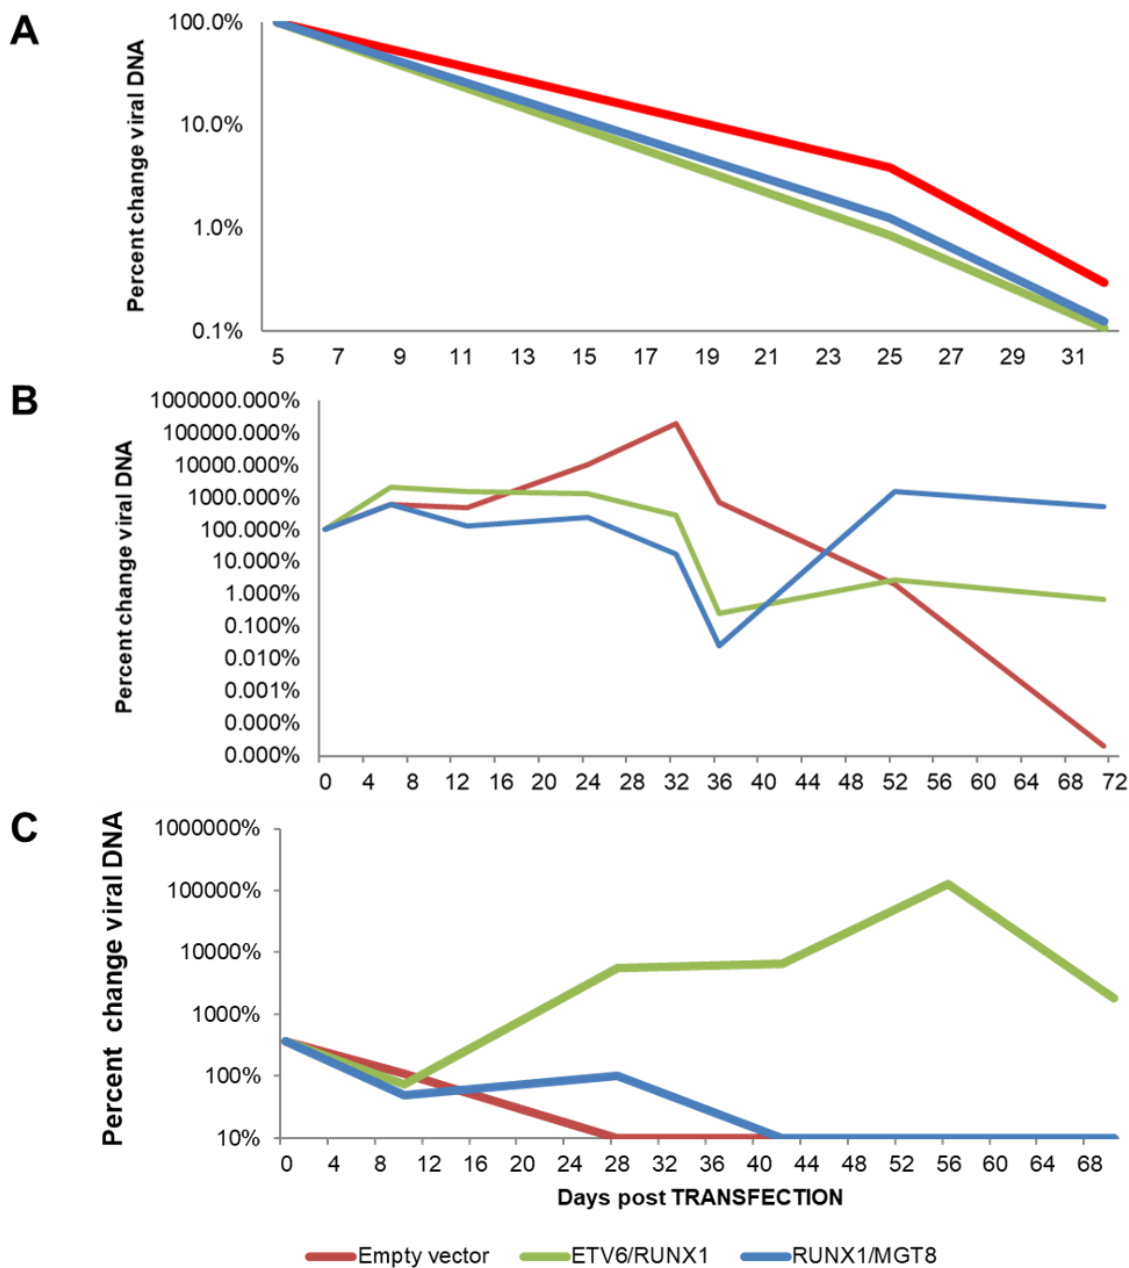 A
Percent change viral DNA
100.0%
10.0%
1.0%
0.1%
5 7 9 11 13 15 17 19 21 23 25 27 29 31
B
Percent change viral DNA
1000000.000%
100000.000%
10000.000%
1000.000%
100.000%
10.000%
1.000%
0.100%
0.010%
0.001%
0.000%
0.000%
0 4 8 12 16 20 24 28 32 36 40 44 48 52 56 60 64 68 72
C
Percent change viral DNA
1000000%
100000%
10000%
1000%
100%
10%
0 4 8 12 16 20 24 28 32 36 40 44 48 52 56 60 64 68
Days post TRANSFECTION
Empty vector ETV6/RUNX1 RUNX1/MGT8